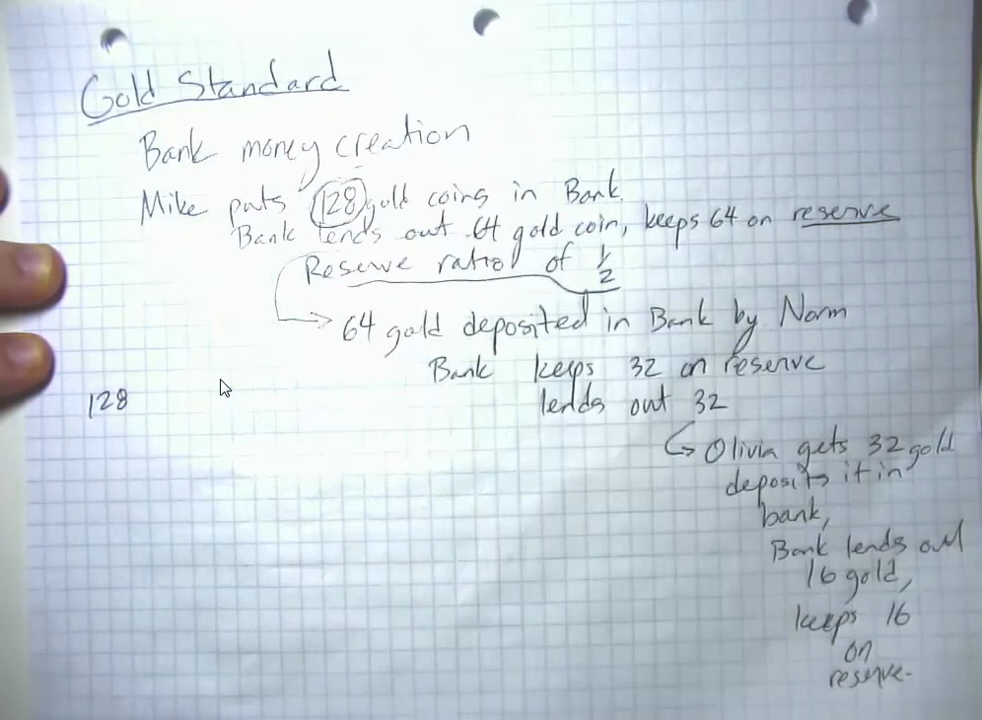 Gold Standard
Bank money creation
Mike puts 128 gold coins in Bank.
Bank lends out 64 gold coin, keeps 64 on reserve
Reserve ratio of 1/2
64 gold deposited in Bank by Norm
Bank keeps 32 on reserve
lends out 32
128
Olivia gets 32 gold
deposits it in
bank,
Bank lends out
16 gold,
keeps 16
on
reserve.